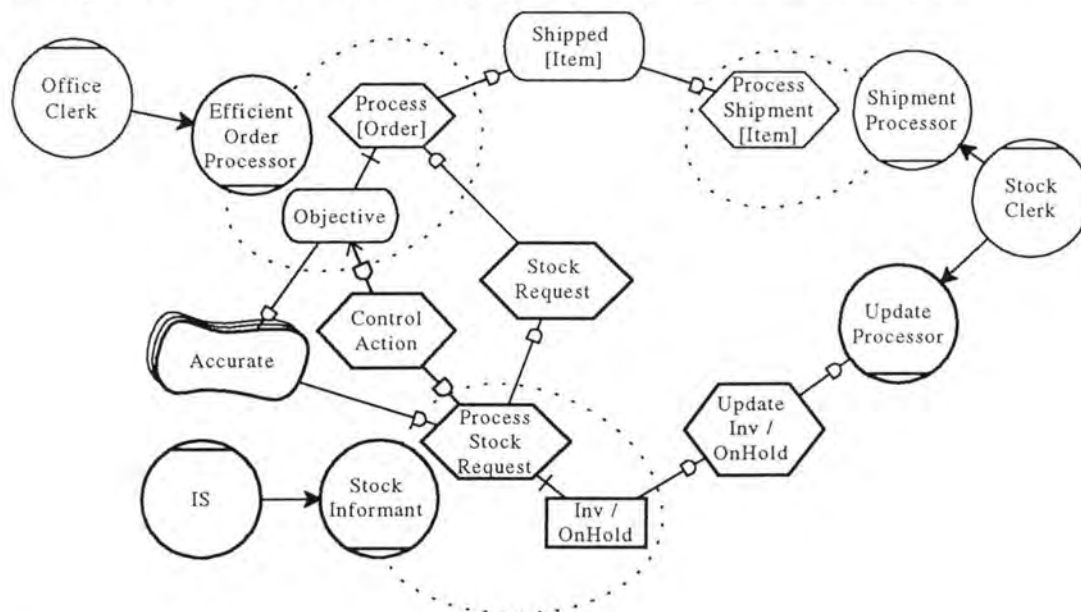 Office
Clerk
Efficient
Order
Processor
Process
[Order]
Shipped
[Item]
Process
Shipment
[Item]
Shipment
Processor
Stock
Clerk
Objective
Stock
Request
Control
Action
Update
Processor
Accurate
Process
Stock
Request
Update
Inv /
OnHold
IS
Stock
Informant
Inv /
OnHold